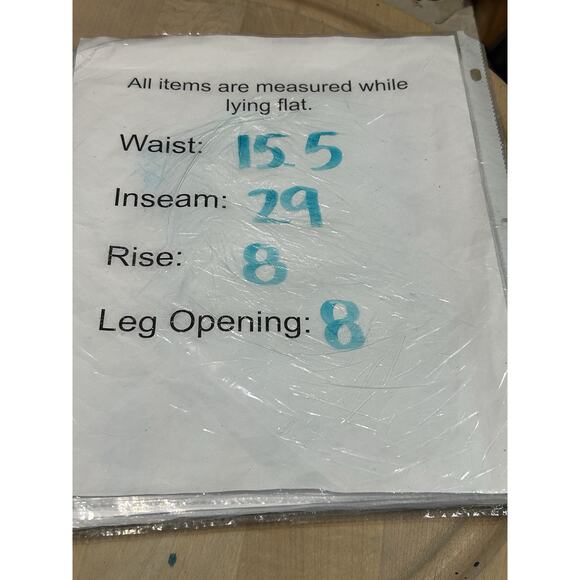 All items are measured while
lying flat.
Waist: 15.5
Inseam: 29
Rise: 8
Leg Opening: 8